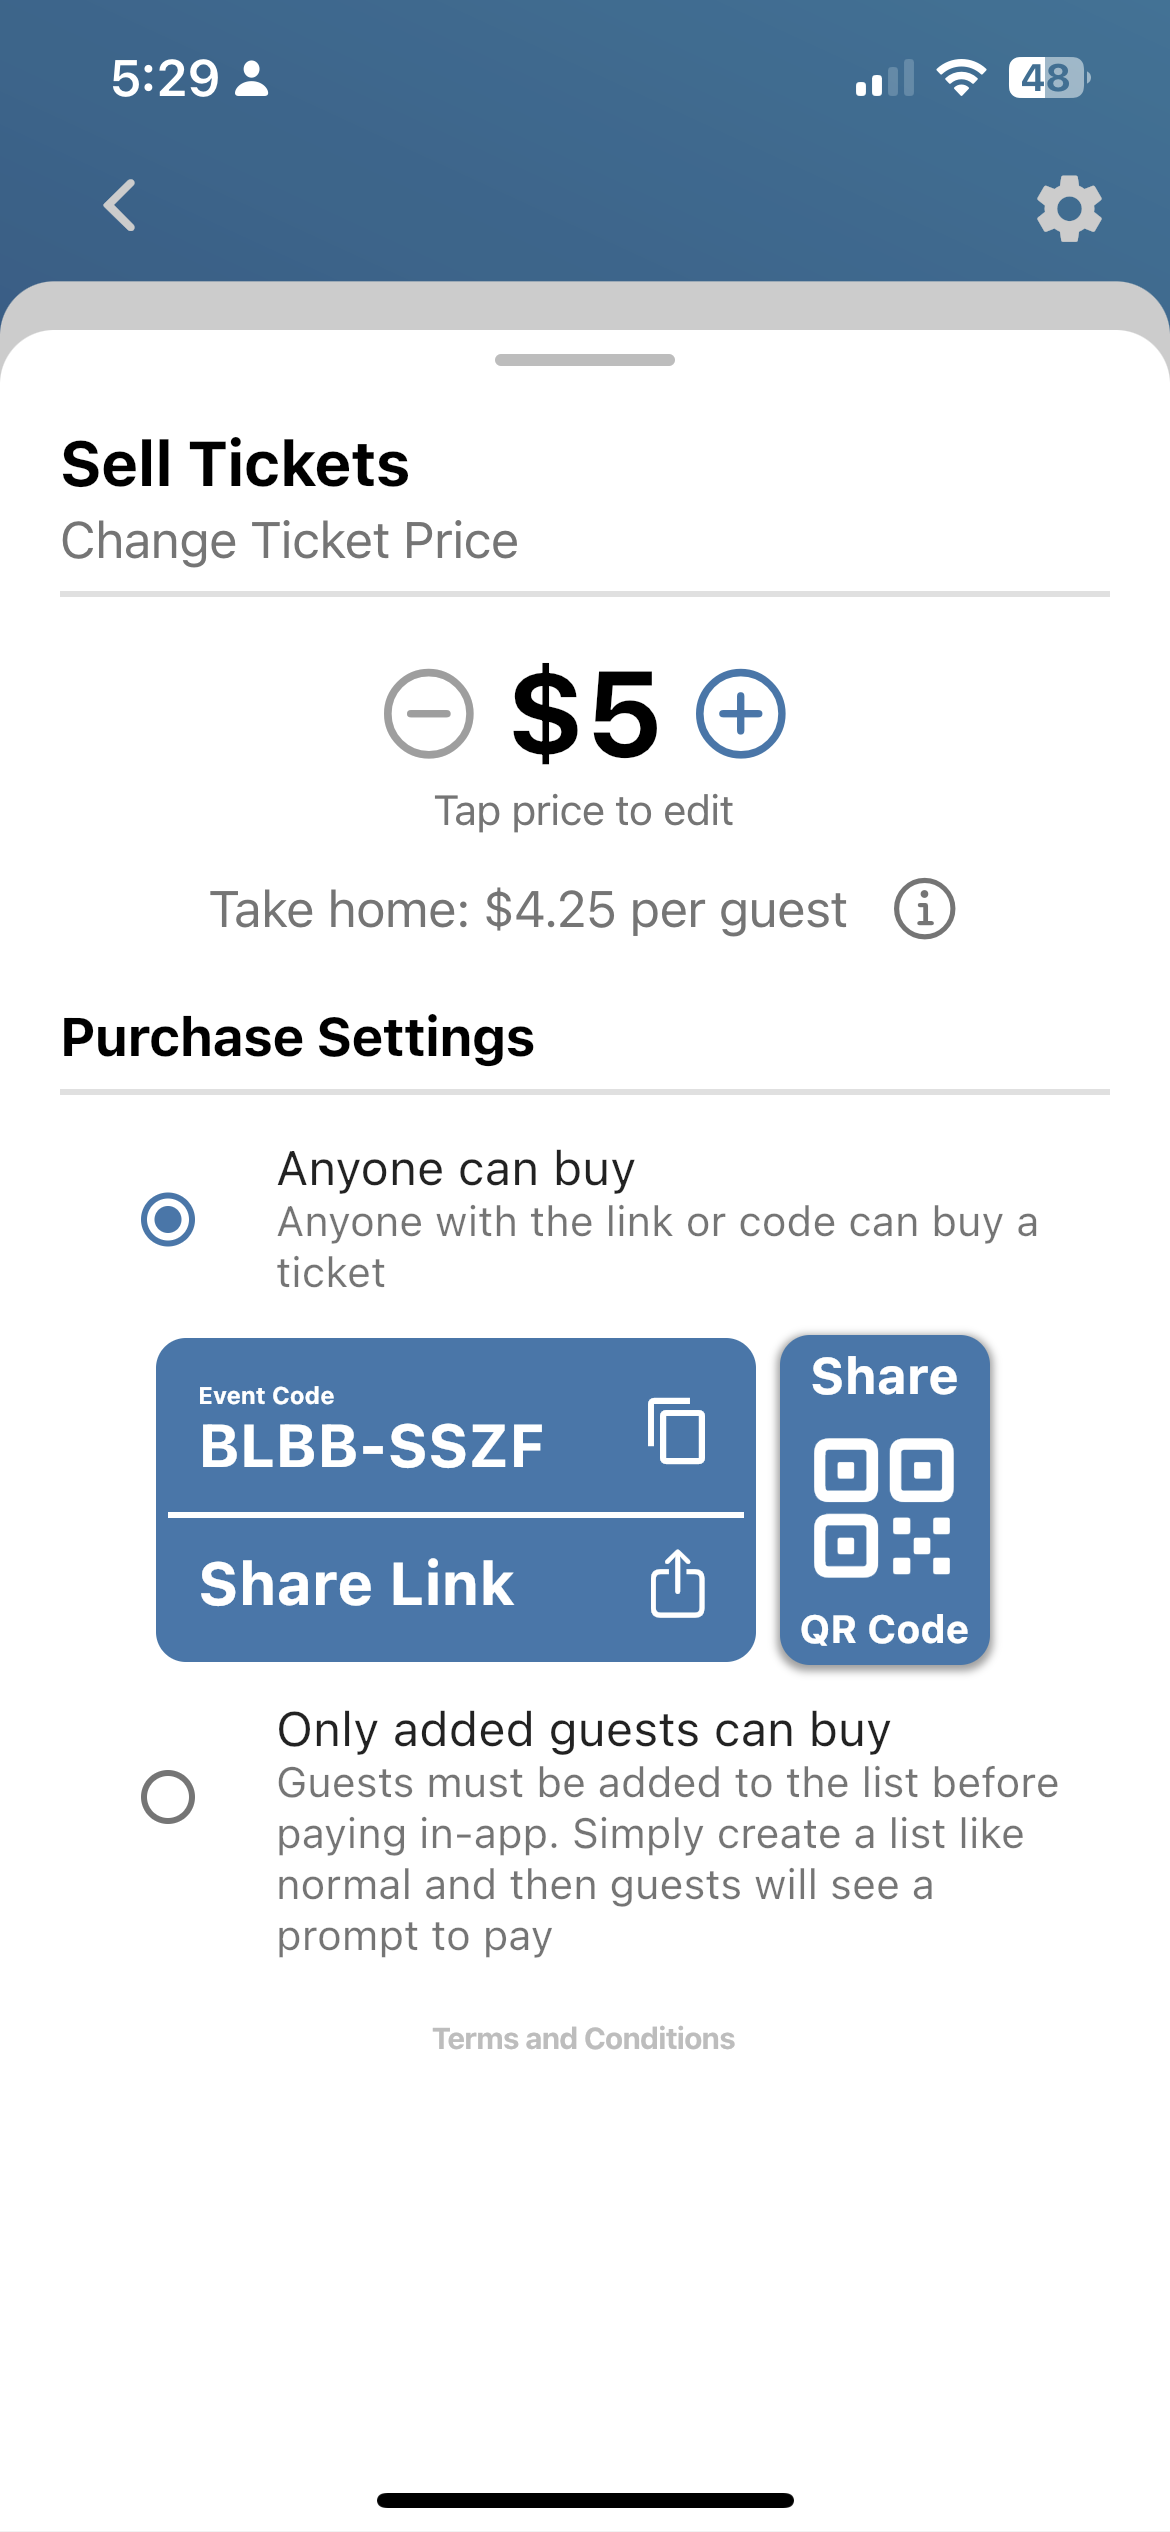 5:29
48
Sell Tickets
Change Ticket Price
$5
Tap price to edit
Take home: $4.25 per guest
Purchase Settings
Anyone can buy
Anyone with the link or code can buy a
ticket
Event Code
BLBB-SSZF
Share Link
Share
QR Code
Only added guests can buy
Guests must be added to the list before
paying in-app. Simply create a list like
normal and then guests will see a
prompt to pay
Terms and Conditions